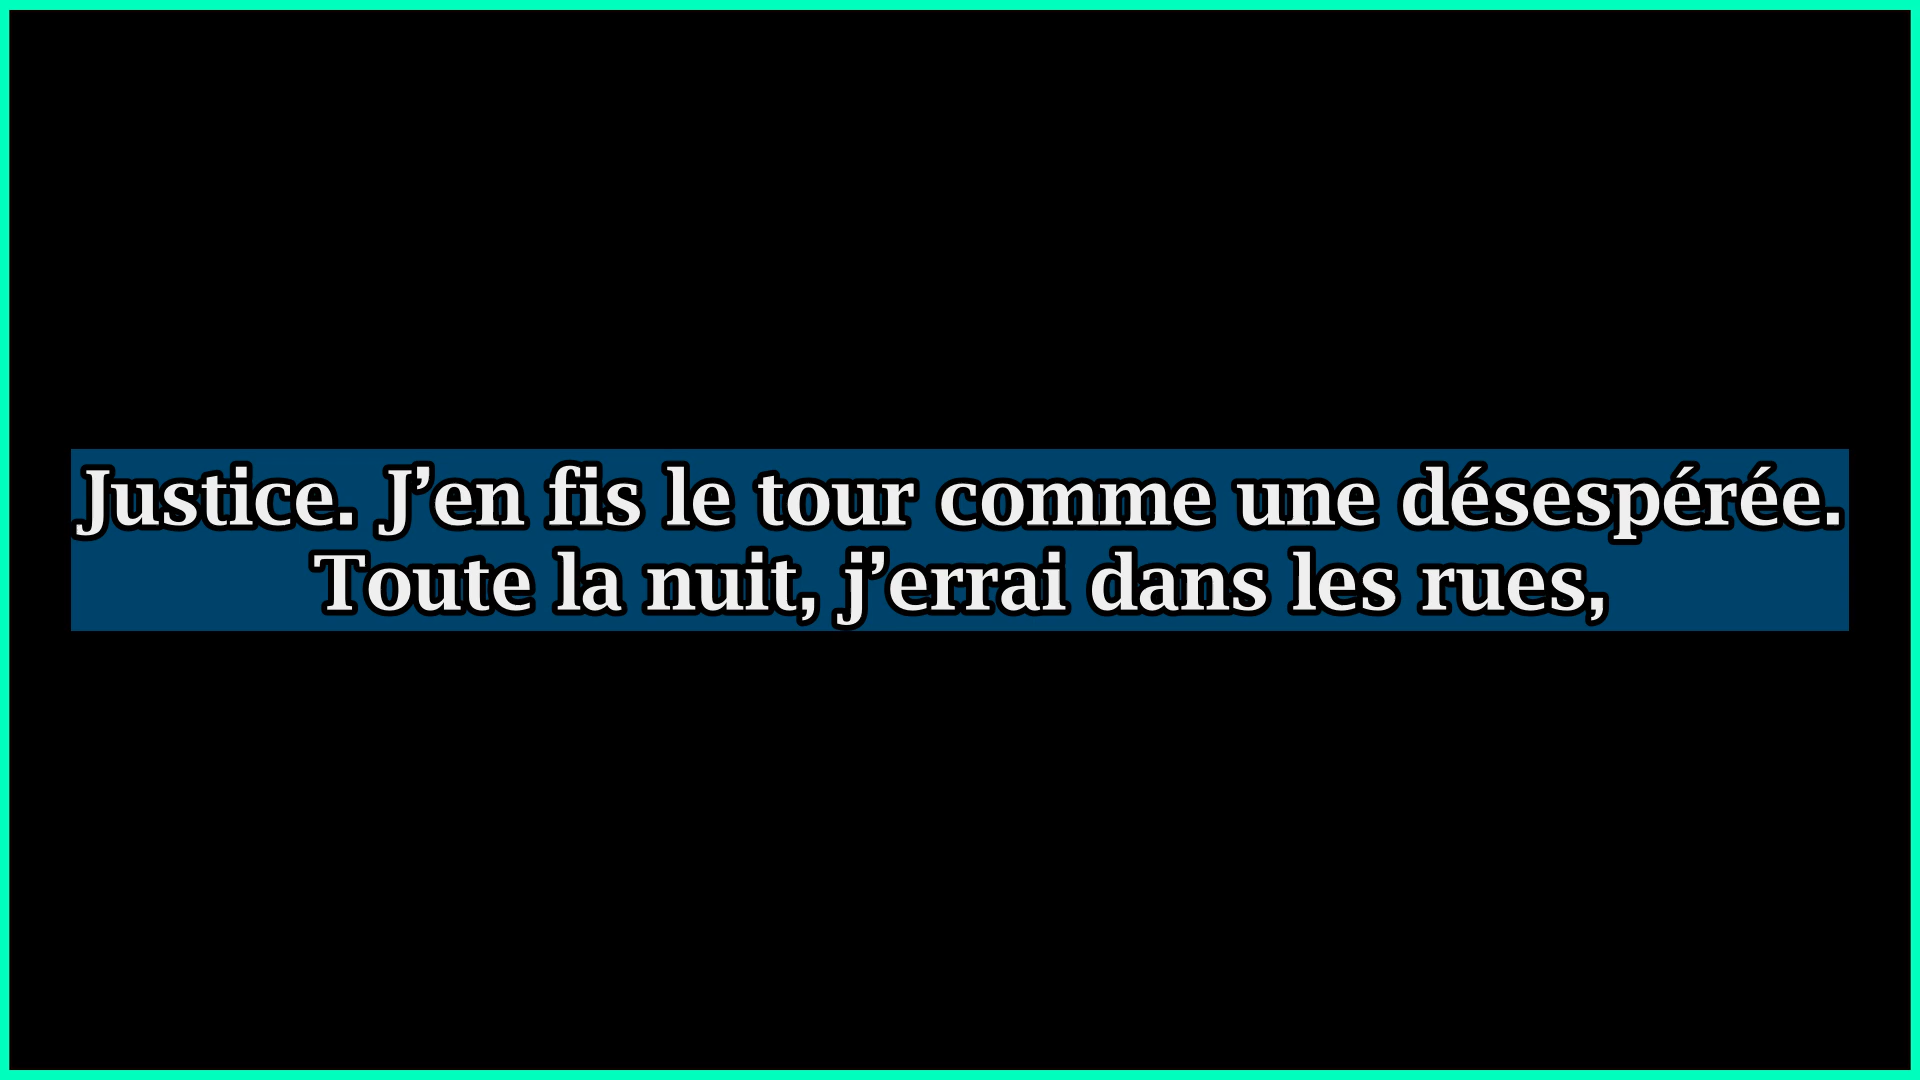 Justice. J’en fis le tour comme une désespérée.
Toute la nuit, j’errai dans les rues,